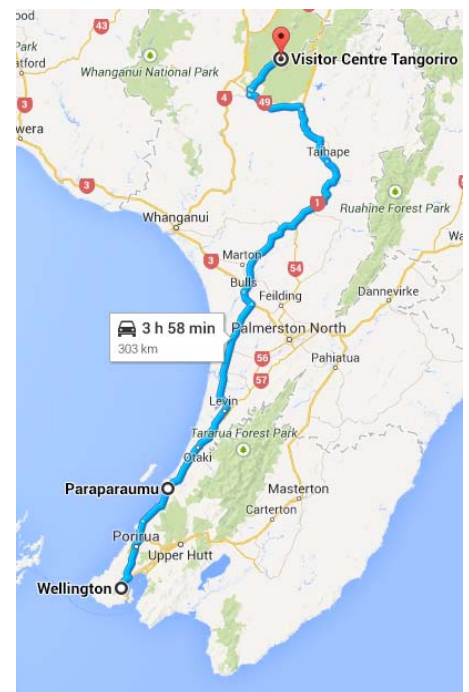 43
Park
Visitor Centre Tangoriro
Whanganui National Park
atford
4
49
3
wera
Taihape
3
1
Ruahine Forest Park
Whanganui
3
Marton
54
Bulls
Feilding
Dannevirke
3 h 58 min
303 km
Palmerston North
56
Pahiatua
57
Levin
Tararua Forest Park
Otaki
Paraparaumu
Masterton
Carterton
Porirua
Upper Hutt
Wellington